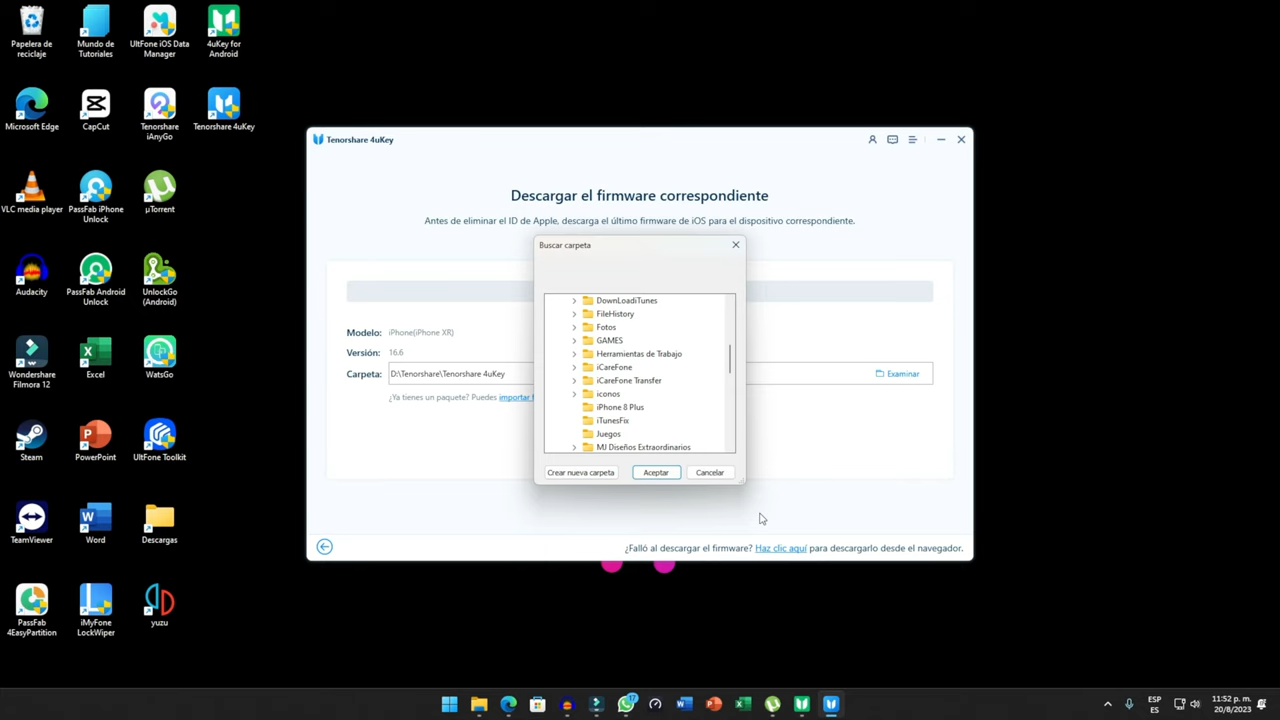 Papelera de
reciclaje
Mundo de
Tutoriales
UltFone iOS Data
Manager
4uKey for
Android
Microsoft Edge
CapCut
Tenorshare
iAnyGo
Tenorshare 4uKey
VLC media player
PassFab iPhone
Unlock
µTorrent
Audacity
PassFab Android
Unlock
UnlockGo
(Android)
Wondershare
Filmora 12
Excel
WatsGo
Steam
PowerPoint
UltFone Toolkit
TeamViewer
Word
Descargas
PassFab
4EasyPartition
iMyFone
LockWiper
yuzu
Tenorshare 4uKey
Descargar el firmware correspondiente
Antes de eliminar el ID de Apple, descarga el último firmware de iOS para el dispositivo correspondiente.
Modelo: iPhone(iPhone XR)
Versión: 16.6
Carpeta: D:\Tenorshare\Tenorshare 4uKey
Examinar
¿Ya tienes un paquete? Puedes importar
Buscar carpeta
DownLoadiTunes
FileHistory
Fotos
GAMES
Herramientas de Trabajo
iCareFone
iCareFone Transfer
iconos
iPhone 8 Plus
iTunesFix
Juegos
MJ Diseños Extraordinarios
Crear nueva carpeta Aceptar Cancelar
¿Falló al descargar el firmware? Haz clic aquí para descargarlo desde el navegador.
17
ESP
ES
11:52 p. m.
20/8/2023